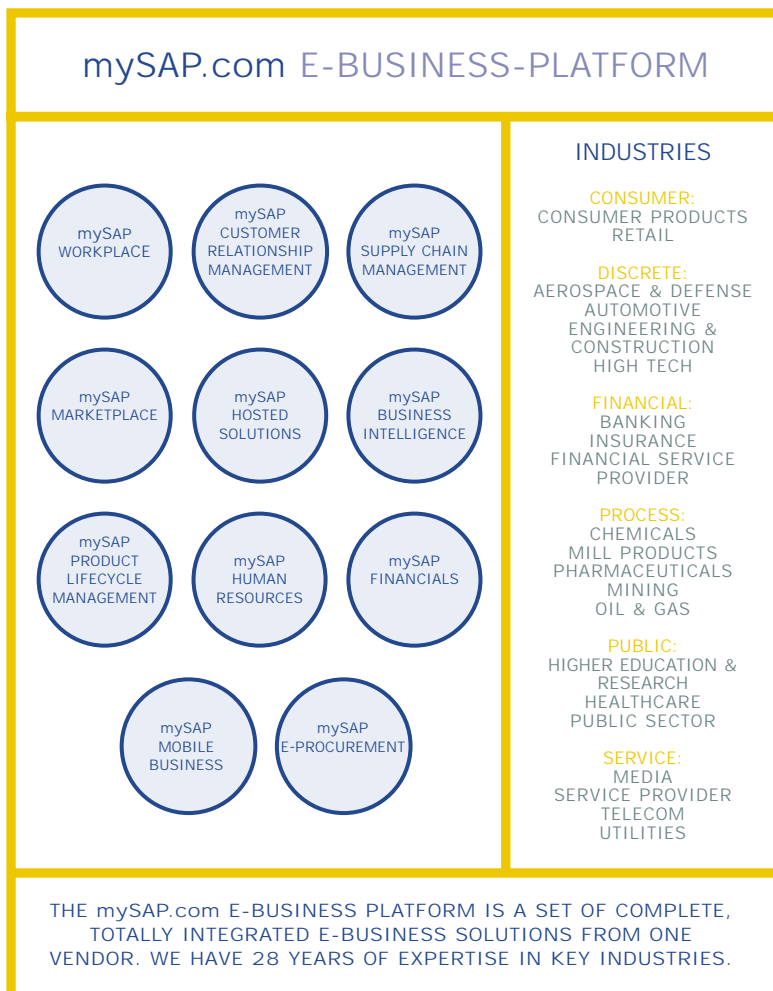 mySAP.com E-BUSINESS-PLATFORM
mySAP
WORKPLACE
mySAP
CUSTOMER
RELATIONSHIP
MANAGEMENT
mySAP
SUPPLY CHAIN
MANAGEMENT
mySAP
MARKETPLACE
mySAP
HOSTED
SOLUTIONS
mySAP
BUSINESS
INTELLIGENCE
mySAP
PRODUCT
LIFECYCLE
MANAGEMENT
mySAP
HUMAN
RESOURCES
mySAP
FINANCIALS
mySAP
MOBILE
BUSINESS
mySAP
E-PROCUREMENT
INDUSTRIES
CONSUMER:
CONSUMER PRODUCTS
RETAIL
DISCRETE:
AEROSPACE & DEFENSE
AUTOMOTIVE
ENGINEERING &
CONSTRUCTION
HIGH TECH
FINANCIAL:
BANKING
INSURANCE
FINANCIAL SERVICE
PROVIDER
PROCESS:
CHEMICALS
MILL PRODUCTS
PHARMACEUTICALS
MINING
OIL & GAS
PUBLIC:
HIGHER EDUCATION &
RESEARCH
HEALTHCARE
PUBLIC SECTOR
SERVICE:
MEDIA
SERVICE PROVIDER
TELECOM
UTILITIES
THE mySAP.com E-BUSINESS PLATFORM IS A SET OF COMPLETE,
TOTALLY INTEGRATED E-BUSINESS SOLUTIONS FROM ONE
VENDOR. WE HAVE 28 YEARS OF EXPERTISE IN KEY INDUSTRIES.